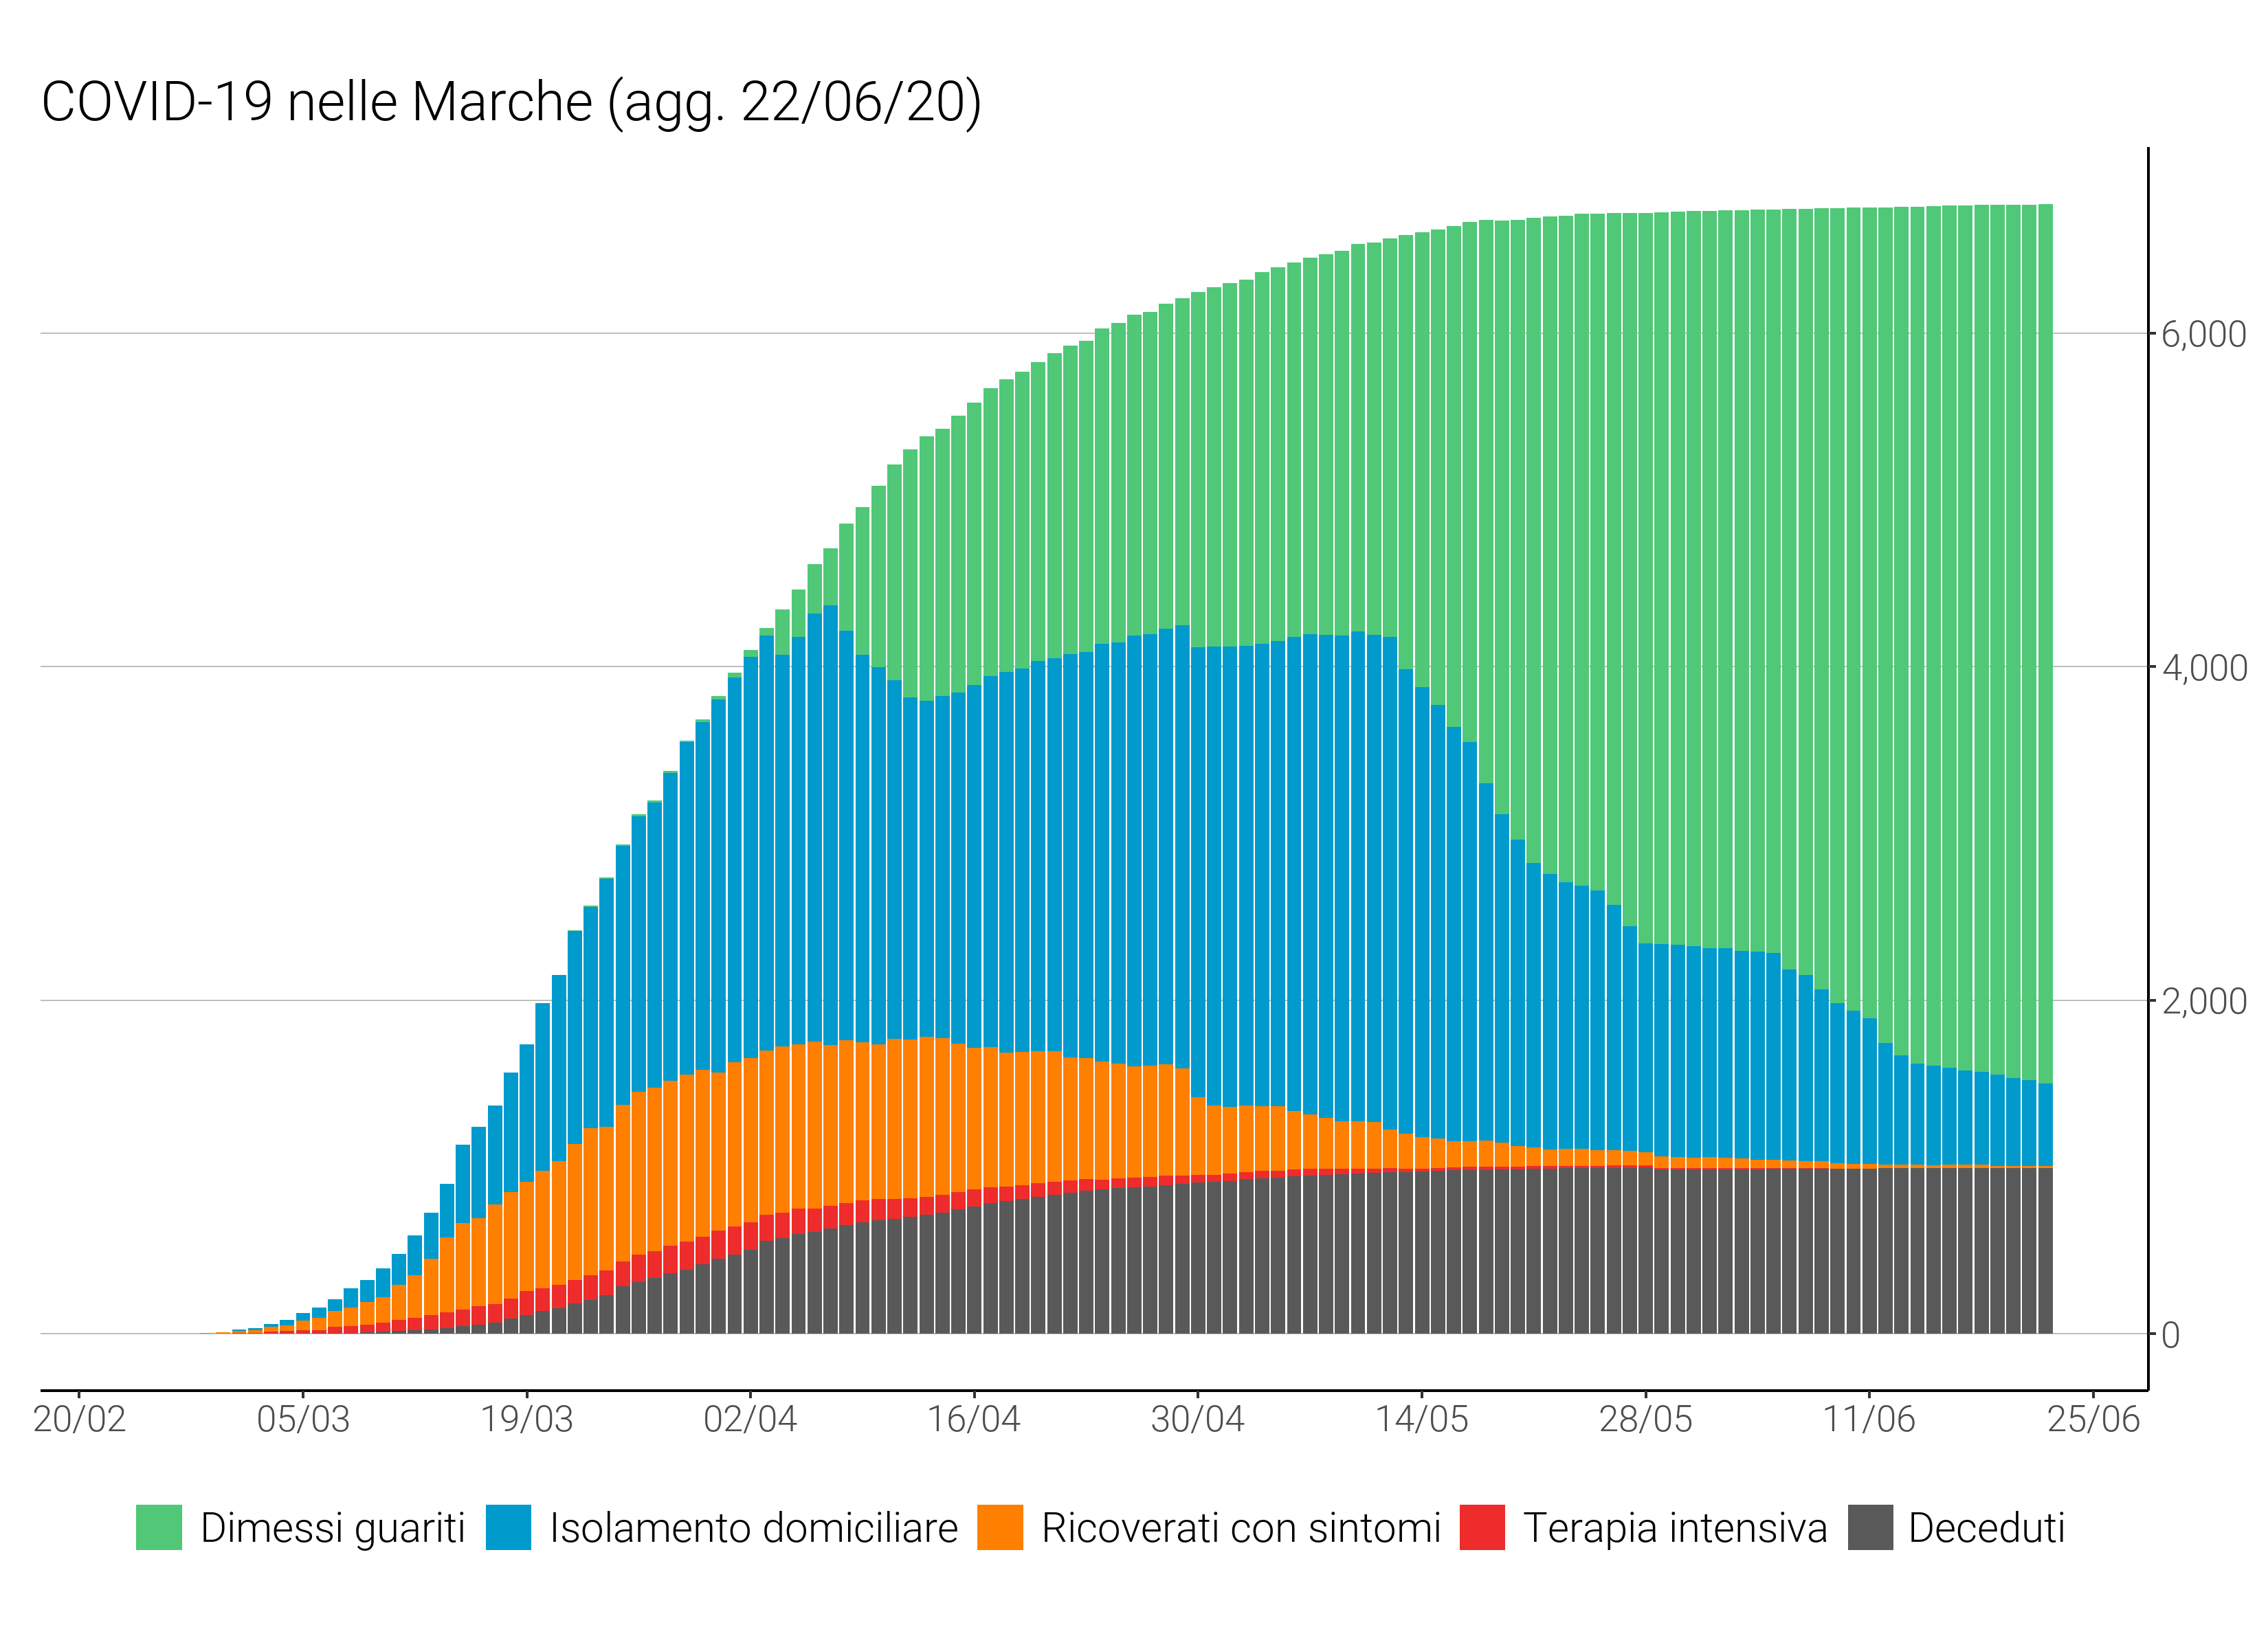 COVID-19 nelle Marche (agg. 22/06/20)
6,000
4,000
2,000
0
20/02 05/03 19/03 02/04 16/04 30/04 14/05 28/05 11/06 25/06
Dimessi guariti Isolamento domiciliare Ricoverati con sintomi Terapia intensiva Deceduti